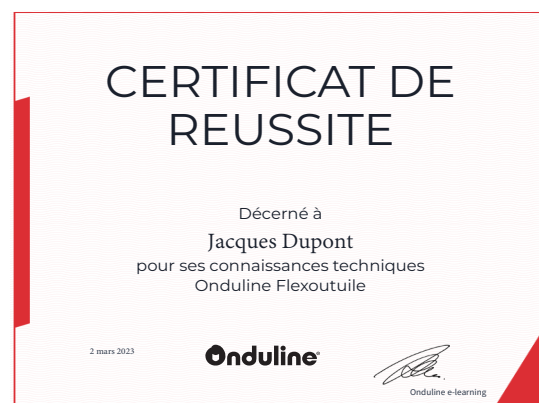 CERTIFICAT DE
REUSSITE
Décerné à
Jacques Dupont
pour ses connaissances techniques
Onduline Flexoutuile
2 mars 2023
Onduline®
Onduline e-learning